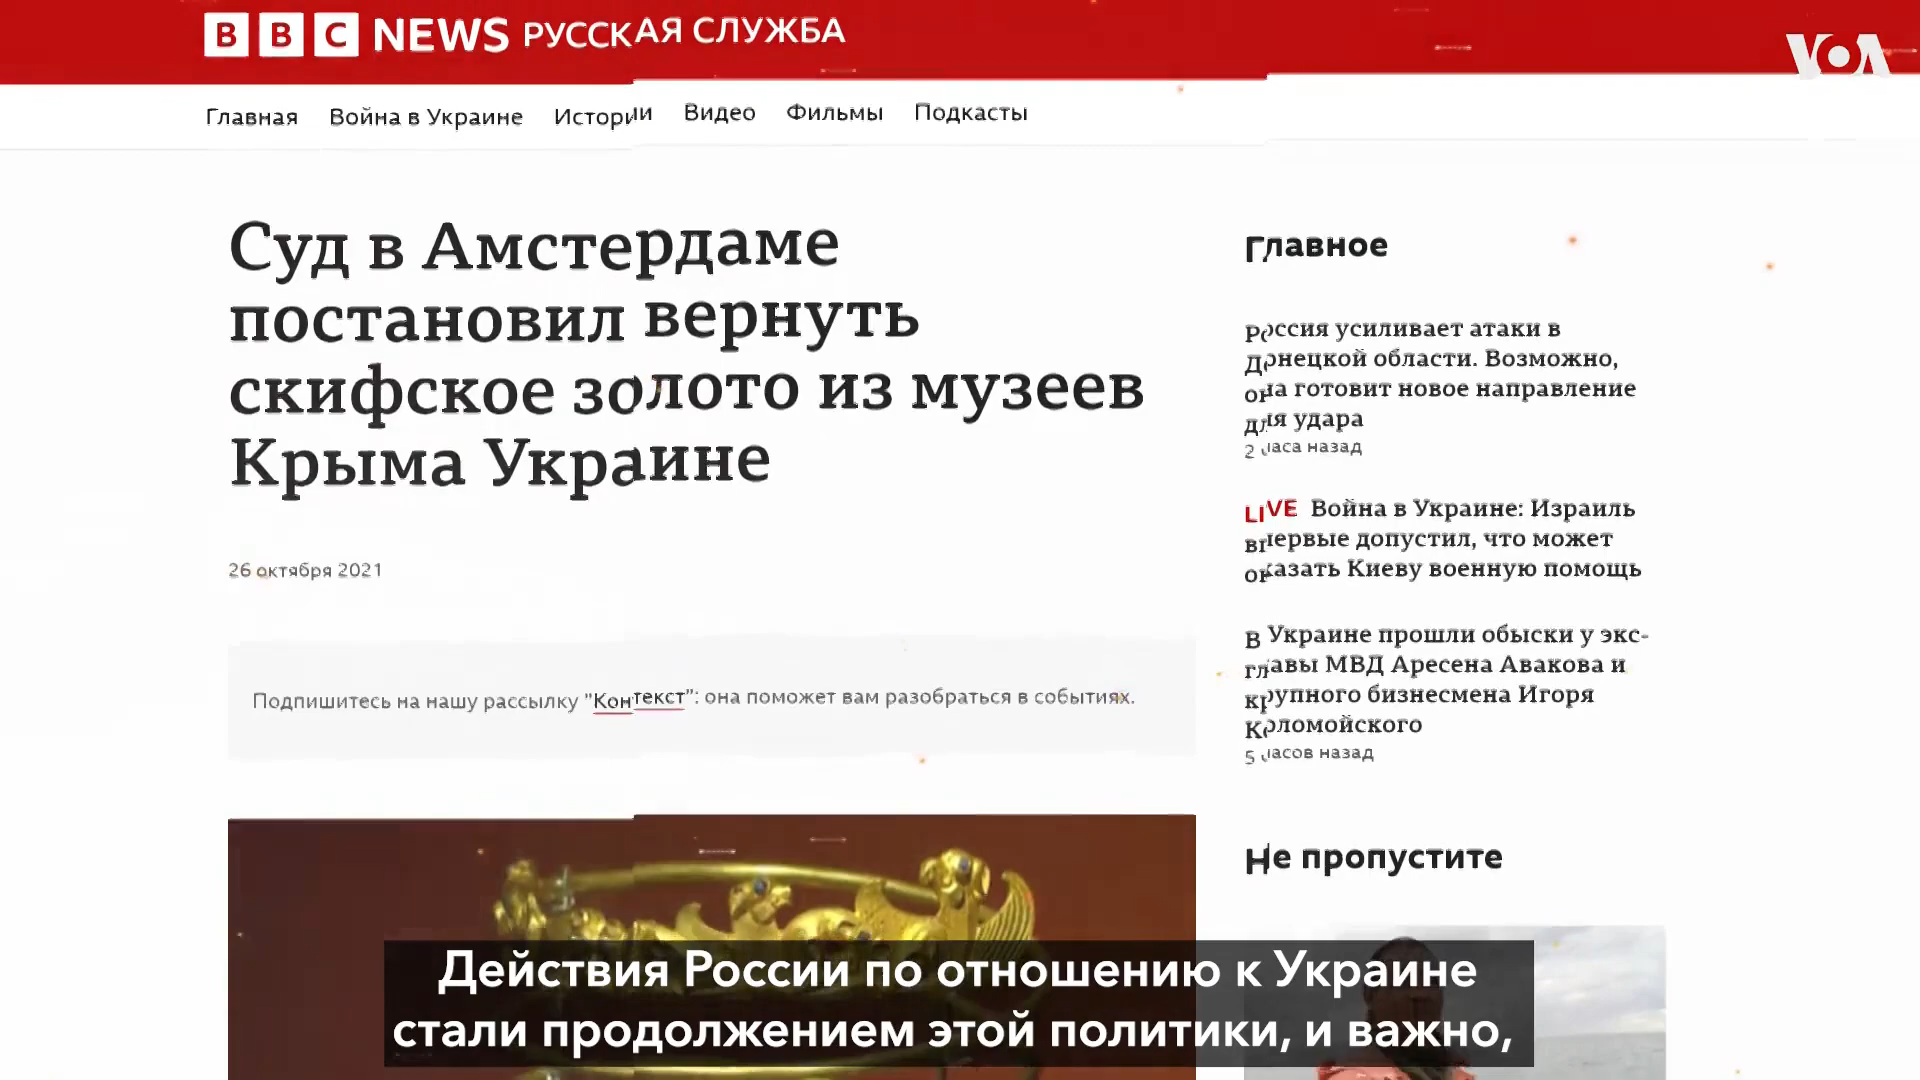 BBC NEWS РУССКАЯ СЛУЖБА
VOA
Главная Война в Украине Истории Видео Фильмы Подкасты
Суд в Амстердаме
постановил вернуть
скифское золото из музеев
Крыма Украине
26 октября 2021
Подпишитесь на нашу рассылку "Контекст": она поможет вам разобраться в событиях.
Главное
Россия усиливает атаки в
Донецкой области. Возможно,
она готовит новое направление
для удара
2 часа назад
LIVE Война в Украине: Израиль
впервые допустил, что может
оказать Киеву военную помощь
В Украине прошли обыски у экс-
главы МВД Аресена Авакова и
крупного бизнесмена Игоря
Коломойского
5 часов назад
Не пропустите
Действия России по отношению к Украине
стали продолжением этой политики, и важно,